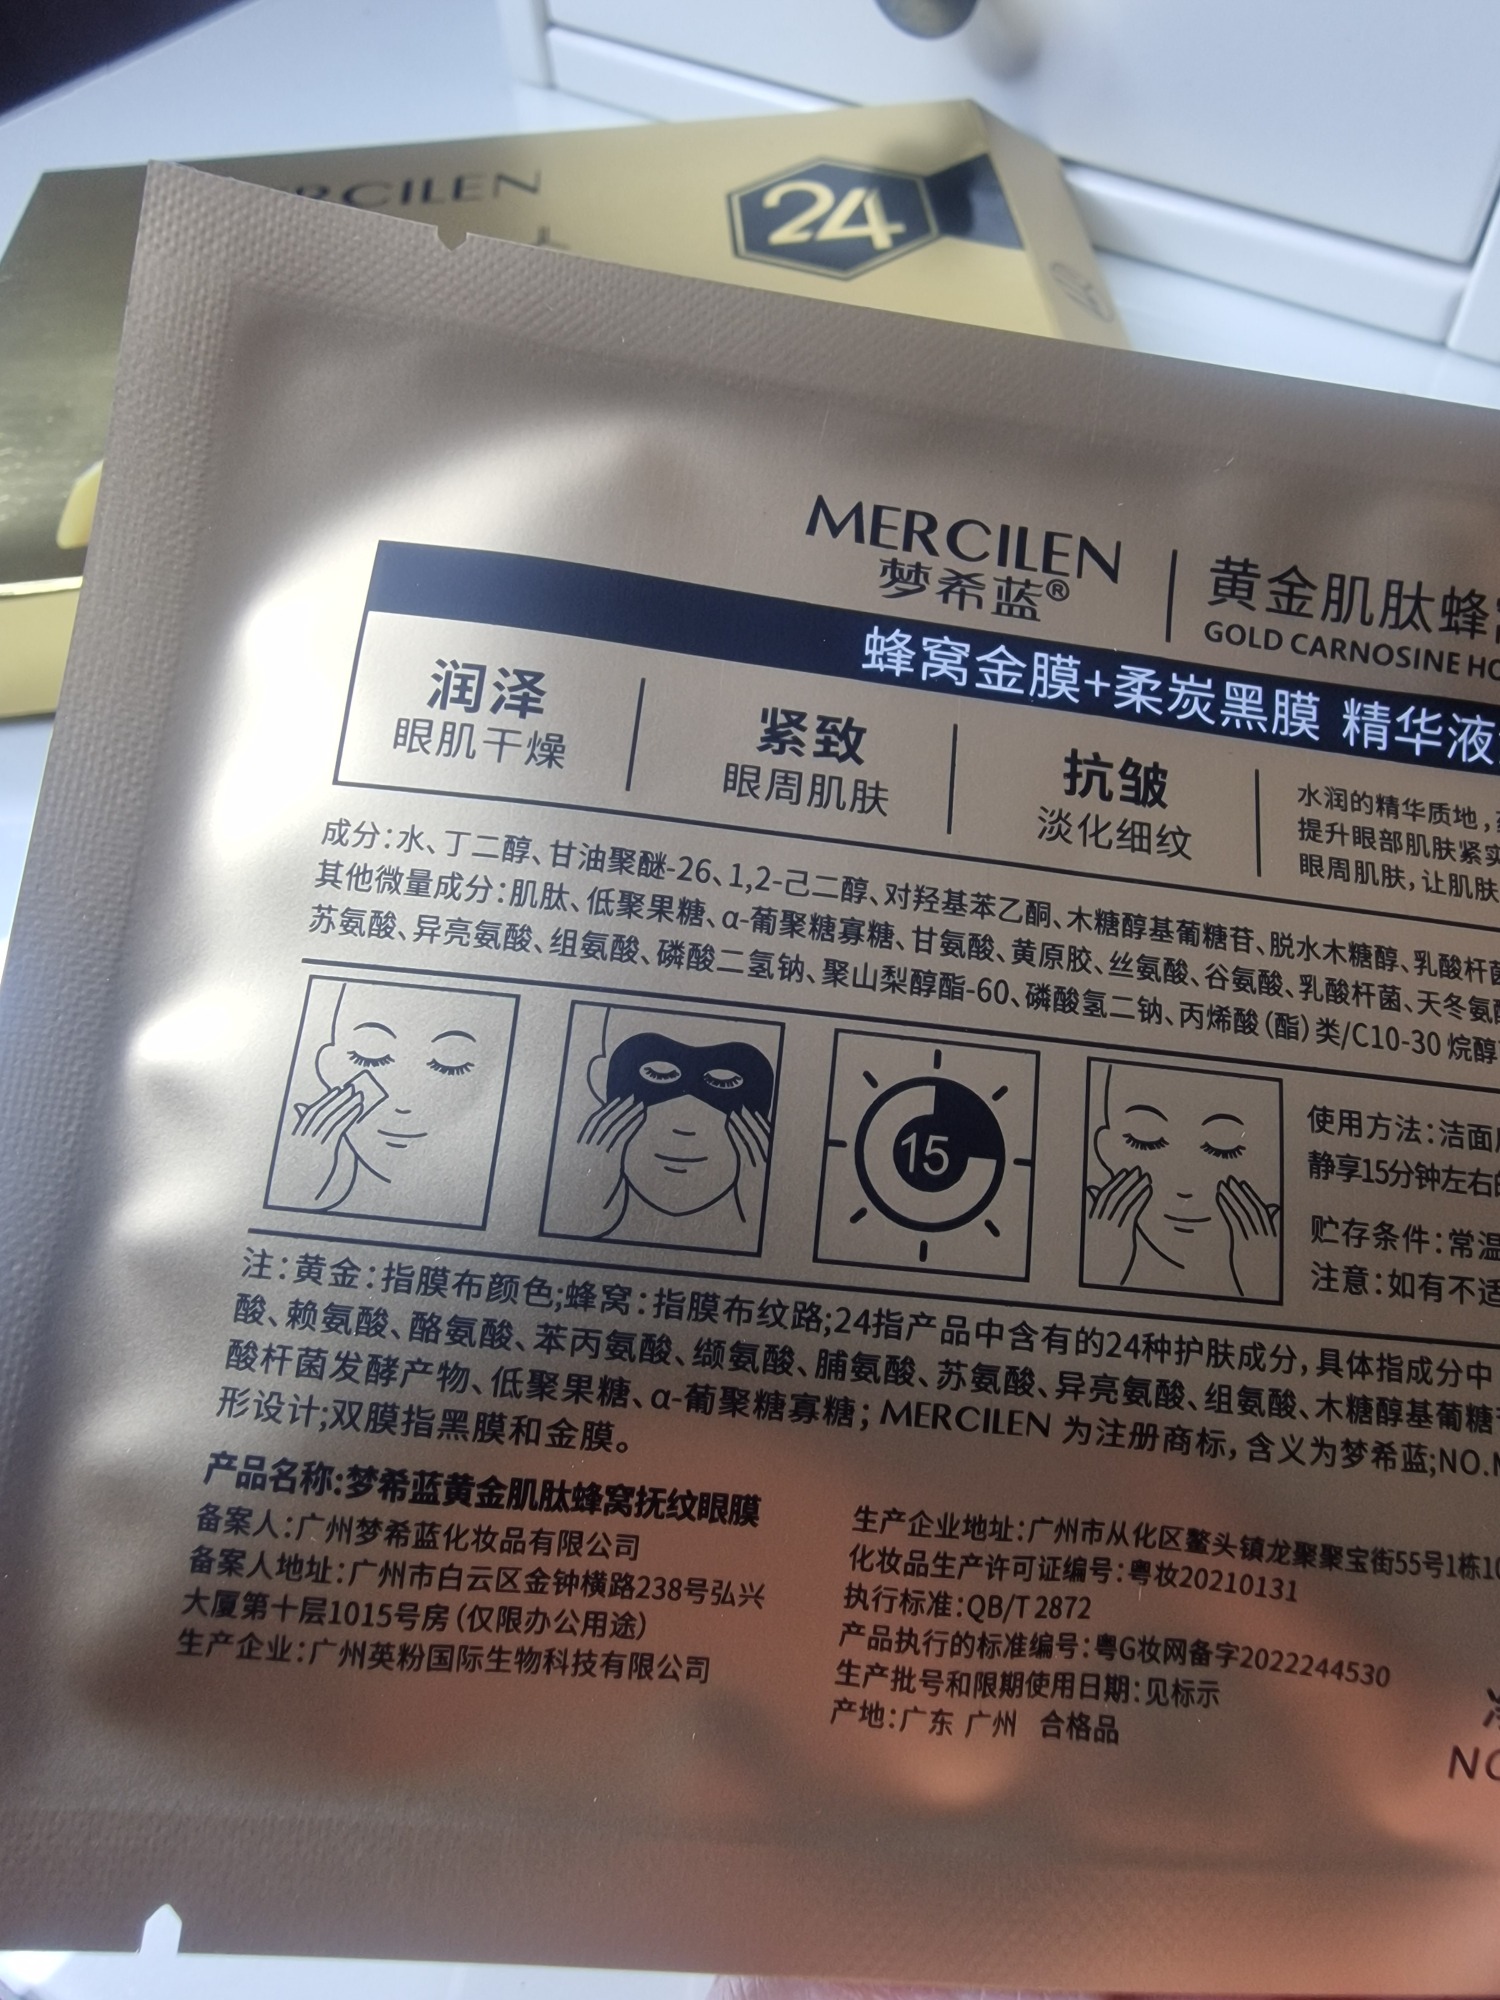 RCILEN
24
MERCILEN
梦希蓝®
黄金肌肽蜂
GOLD CARNOSINE HO
蜂窝金膜+柔炭黑膜 精华液
润泽
眼肌干燥
紧致
眼周肌肤
抗皱
淡化细纹
水润的精华质地,
提升眼部肌肤紧实
眼周肌肤,让肌肤
成分:水、丁二醇、甘油聚醚-26、1,2-己二醇、对羟基苯乙酮、木糖醇基葡糖苷、脱水木糖醇、乳酸杆菌
其他微量成分:肌肽、低聚果糖、α-葡聚糖寡糖、甘氨酸、黄原胶、丝氨酸、谷氨酸、乳酸杆菌、天冬氨酸
苏氨酸、异亮氨酸、组氨酸、磷酸二氢钠、聚山梨醇酯-60、磷酸氢二钠、丙烯酸(酯)类/C10-30 烷醇
15
使用方法:洁面
静享15分钟左右
贮存条件:常温
注意:如有不适
注:黄金:指膜布颜色;蜂窝:指膜布纹路;24指产品中含有的24种护肤成分,具体指成分中
酸、赖氨酸、酪氨酸、苯丙氨酸、缬氨酸、脯氨酸、苏氨酸、异亮氨酸、组氨酸、木糖醇基葡糖
酸杆菌发酵产物、低聚果糖、α-葡聚糖寡糖; MERCILEN 为注册商标,含义为梦希蓝;NO.
形设计;双膜指黑膜和金膜。
产品名称:梦希蓝黄金肌肽蜂窝抚纹眼膜
备案人:广州梦希蓝化妆品有限公司
备案人地址:广州市白云区金钟横路238号弘兴
大厦第十层1015号房(仅限办公用途)
生产企业:广州英粉国际生物科技有限公司
生产企业地址:广州市从化区鳌头镇龙聚聚宝街55号1栋10
化妆品生产许可证编号:粤妆20210131
执行标准:QB/T 2872
产品执行的标准编号:粤G妆网备字2022244530
生产批号和限期使用日期:见标示
产地:广东 广州 合格品
NO